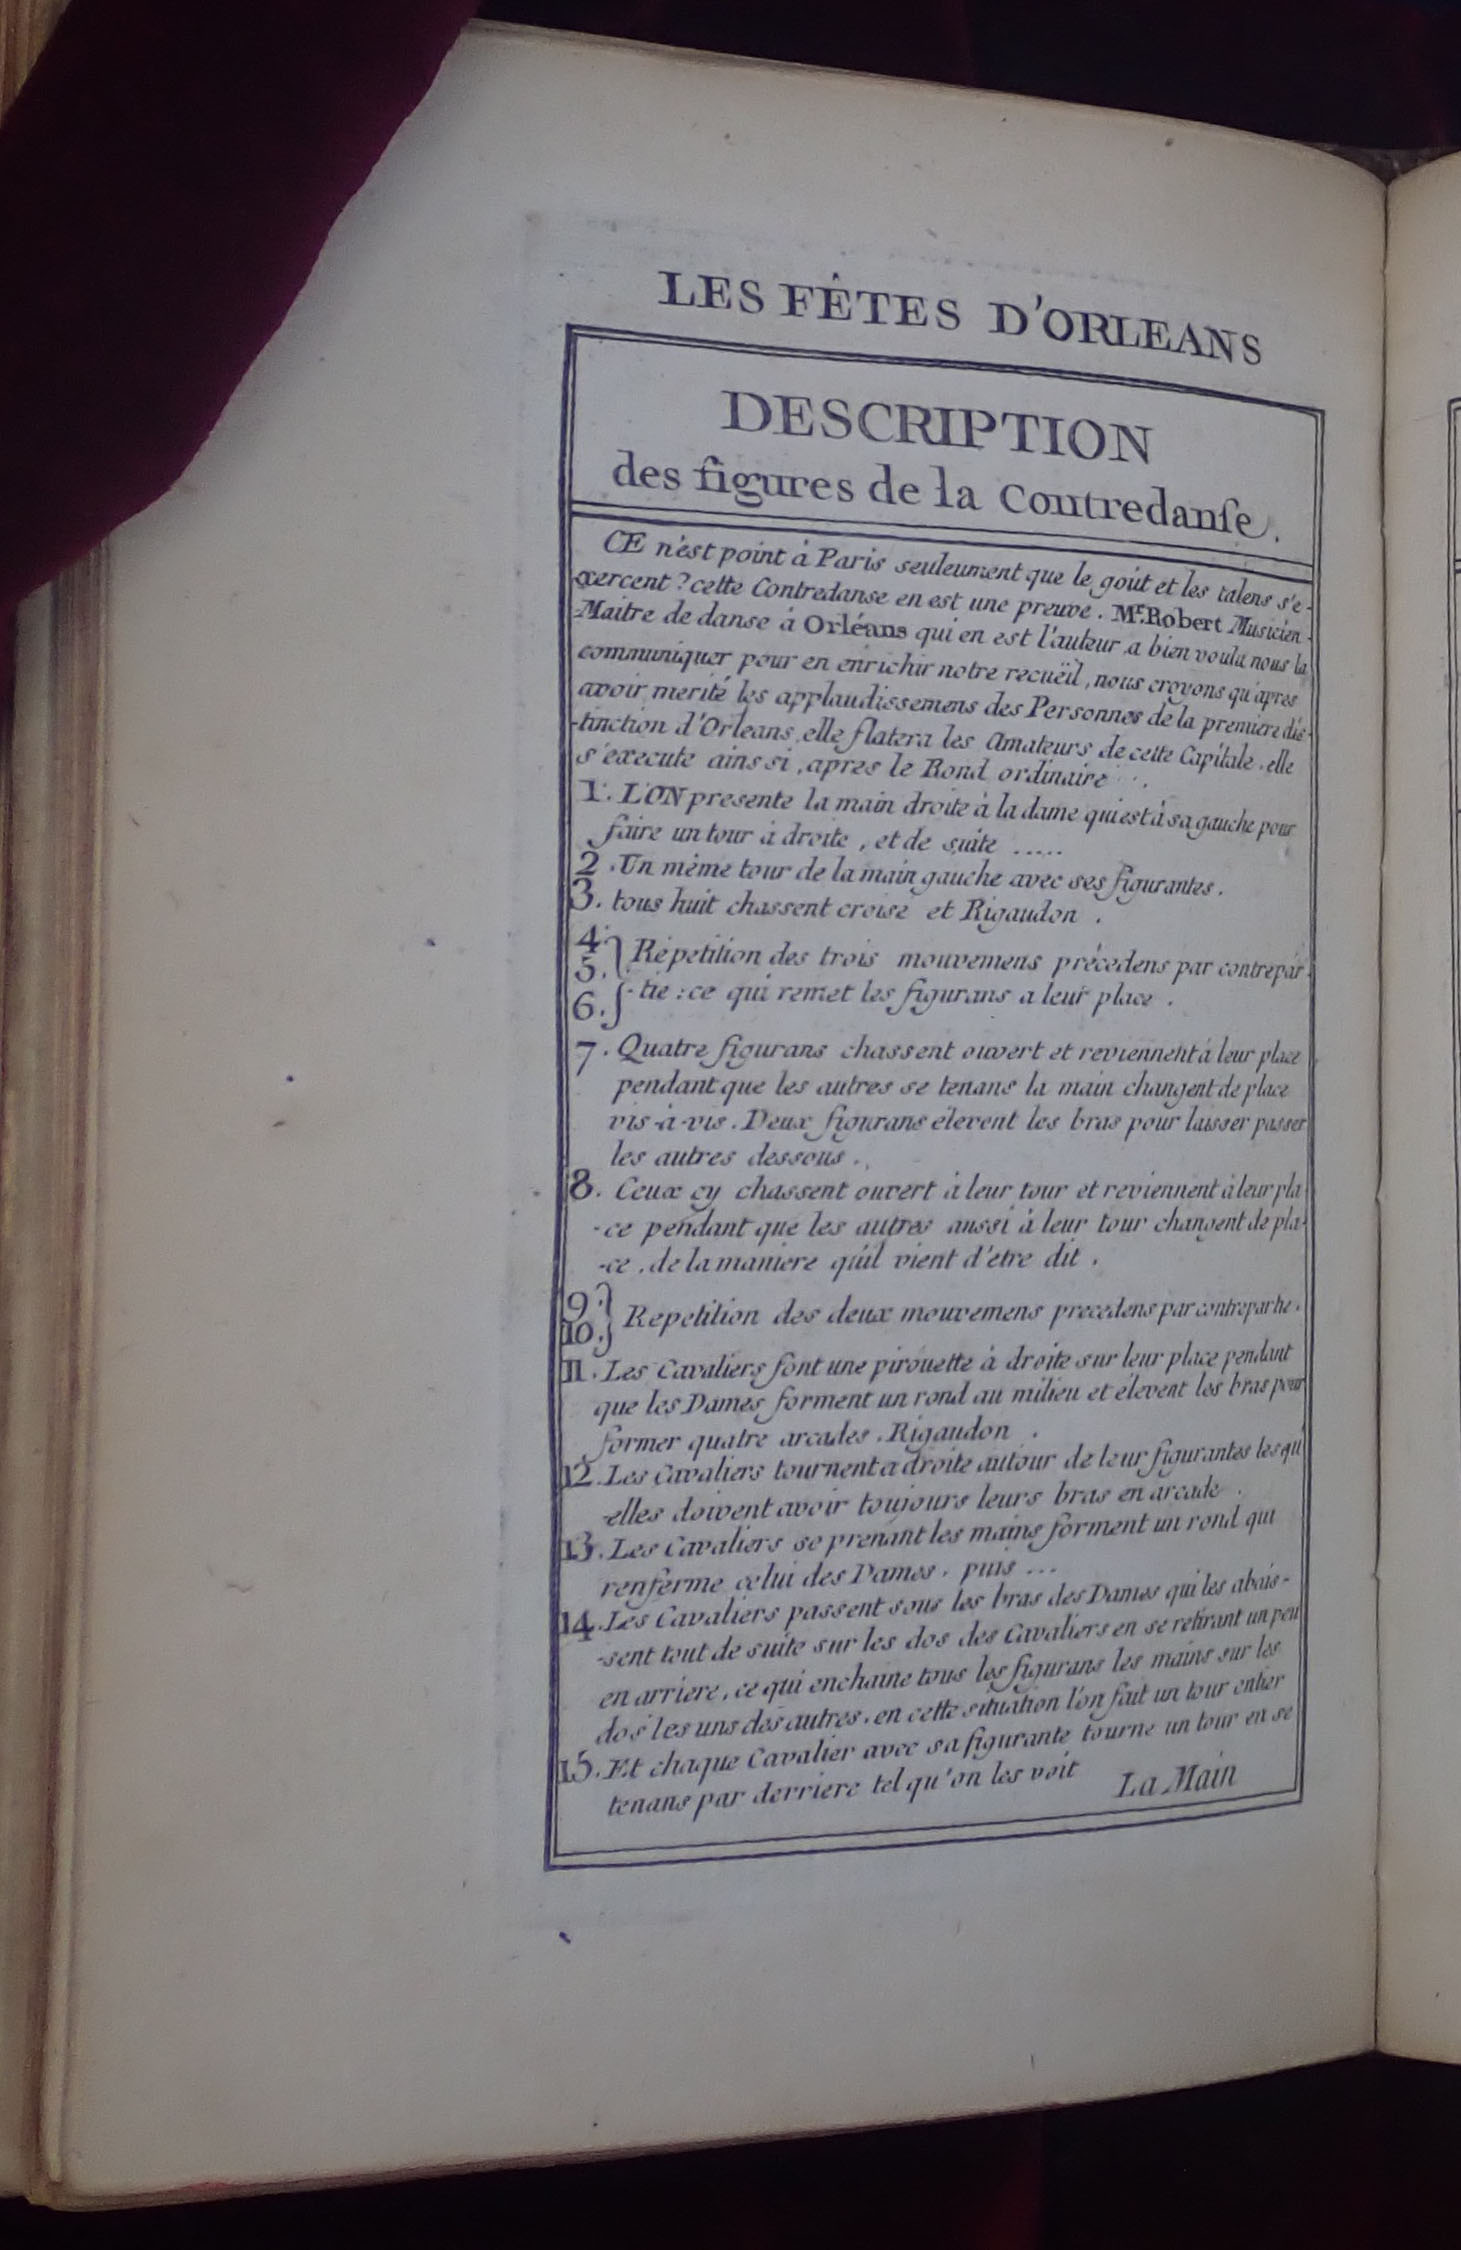 LES FÊTES D'ORLEANS
DESCRIPTION
des figures de la Contredanſe.
CE n'est point à Paris seuleument que le goût et les talens s'e-
xercent? cette Contredanse en est une preuve. Mr. Robert Musicien-
-Maitre de danse à Orléans qui en est l'auteur, a bien voulu nous la
communiquer pour en enrichir notre recuëil, nous croyons qu'apres
avoir merité les applaudissemens des Personnes de la premiere dis-
-tinction d'Orleans, elle flatera les Amateurs de cette Capitale. elle
s'execute ainssi, apres le Rond ordinaire.
1. L'ON presente la main droite à la dame qui est à sa gauche pour
faire un tour à droite, et de suite .....
2. Un même tour de la main gauche avec ses figurantes.
3. tous huit chassent croisé et Rigaudon.
4.
5. } Répetition des trois mouvemens précedens par contrepar-
6. -tie: ce qui remet les figurans a leur place.
7. Quatre figurans chassent ouvert et reviennent à leur place
pendant que les autres se tenans la main changent de place
vis-à-vis. Deux figurans élevent les bras pour laisser passer
les autres dessous.
8. Ceux cy chassent ouvert à leur tour et reviennent à leur pla-
-ce pendant que les autres aussi à leur tour changent de pla-
-ce, de la maniere qu'il vient d'etre dit.
9.
10. } Repetition des deux mouvemens precedens par contrepartie.
11. Les Cavaliers font une pirouette à droite sur leur place pendant
que les Dames forment un rond au milieu et élevent les bras pour
former quatre arcades. Rigaudon.
12. Les Cavaliers tournent a droite autour de leur figurantes lesqu'
-elles doivent avoir toujours leurs bras en arcade.
13. Les Cavaliers se prenant les mains forment un rond qui
renferme celui des Dames. puis ...
14. Les Cavaliers passent sous les bras des Dames qui les abais-
-sent tout de suite sur les dos des Cavaliers en se retirant un peu
en arriere, ce qui enchaine tous les figurans les mains sur les
dos les uns des autres. en cette situation l'on fait un tour entier
15. Et chaque Cavalier avec sa figurante tourne un tour en se
tenans par derriere tel qu'on les voit La Main